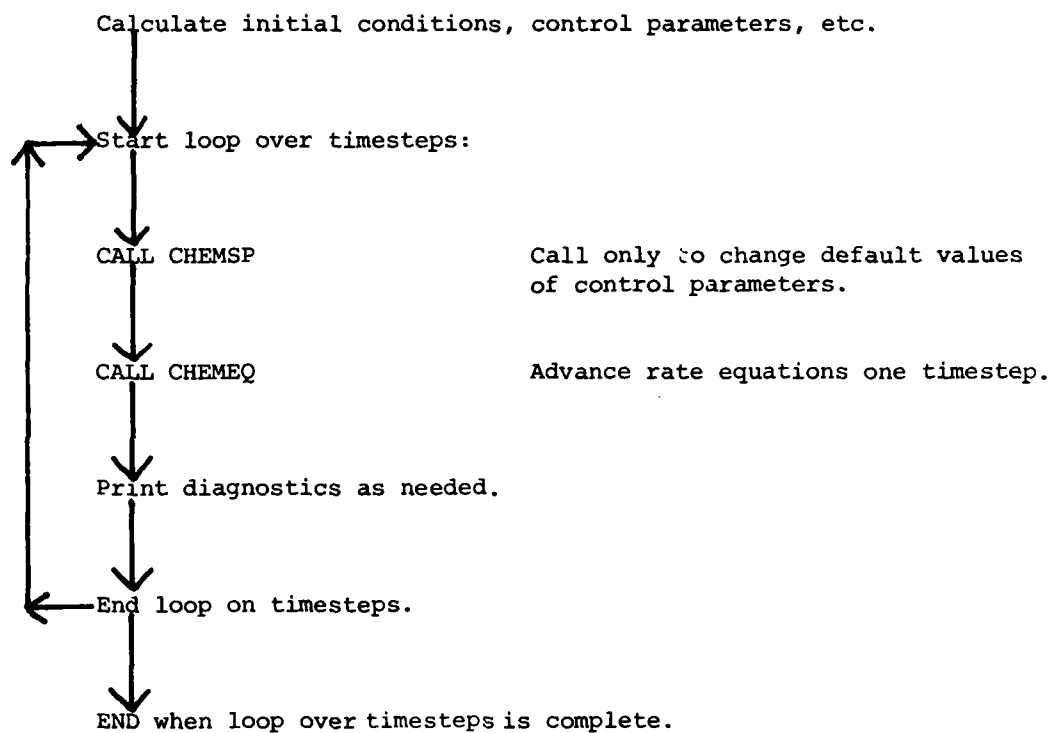 Calculate initial conditions, control parameters, etc.
Start loop over timesteps:
CALL CHEMSP
Call only to change default values
of control parameters.
CALL CHEMEQ
Advance rate equations one timestep.
Print diagnostics as needed.
End loop on timesteps.
END when loop over timesteps is complete.